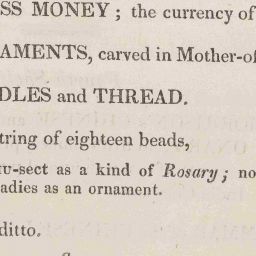 SS MONEY; the currency of
AMENTS, carved in Mother-of
DLES and THREAD.
tring of eighteen beads,
u-sect as a kind of Rosary; no
adies as an ornament.
ditto.